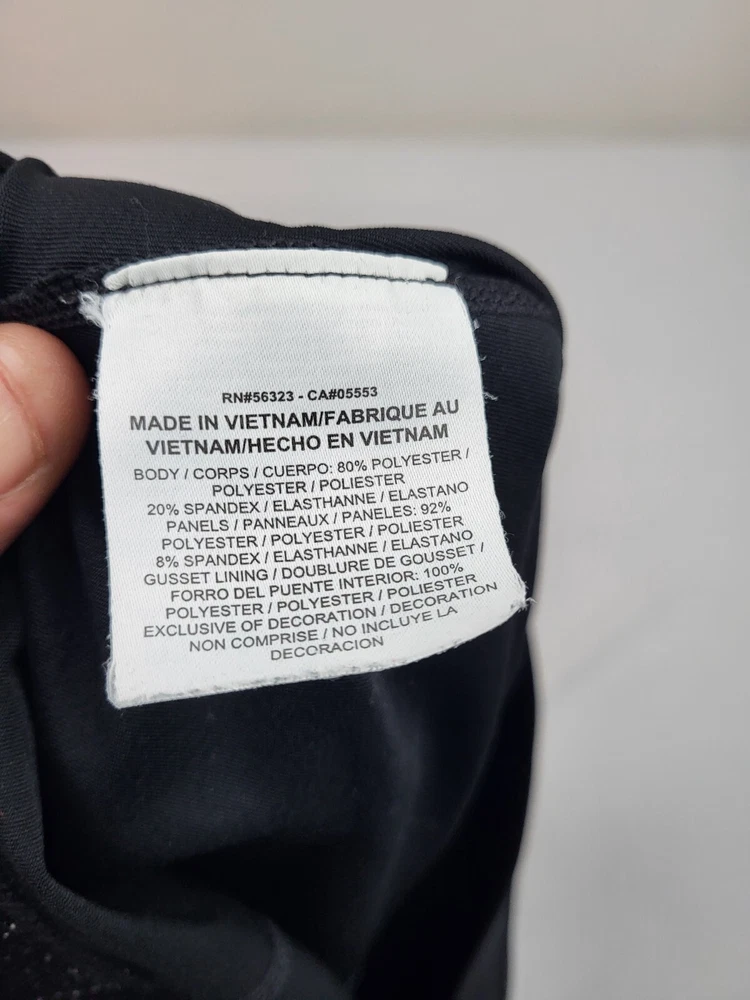 RN#56323 - CA#05553
MADE IN VIETNAM/FABRIQUE AU
VIETNAM/HECHO EN VIETNAM
BODY / CORPS / CUERPO: 80% POLYESTER /
POLYESTER / POLIESTER
20% SPANDEX / ELASTHANNE / ELASTANO
PANELS / PANNEAUX / PANELES: 92%
POLYESTER / POLYESTER / POLIESTER
8% SPANDEX / ELASTHANNE / ELASTANO
GUSSET LINING / DOUBLURE DE GOUSSET /
FORRO DEL PUENTE INTERIOR: 100%
POLYESTER / POLYESTER / POLIESTER
EXCLUSIVE OF DECORATION / DECORATION
NON COMPRISE / NO INCLUYE LA
DECORACION